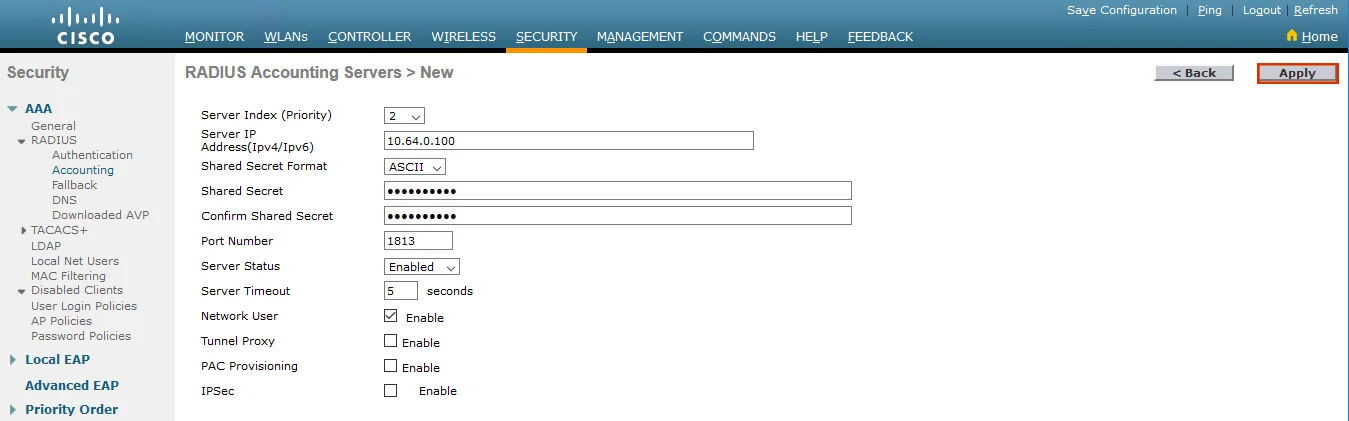 Save Configuration | Ping | Logout | Refresh
CISCO
MONITOR WLANs CONTROLLER WIRELESS SECURITY MANAGEMENT COMMANDS HELP FEEDBACK
Home
Security
AAA
General
RADIUS
Authentication
Accounting
Fallback
DNS
Downloaded AVP
TACACS+
LDAP
Local Net Users
MAC Filtering
Disabled Clients
User Login Policies
AP Policies
Password Policies
Local EAP
Advanced EAP
Priority Order
RADIUS Accounting Servers > New
< Back
Apply
Server Index (Priority) 2
Server IP
Address(Ipv4/Ipv6) 10.64.0.100
Shared Secret Format ASCII
Shared Secret ••••••••••
Confirm Shared Secret ••••••••••
Port Number 1813
Server Status Enabled
Server Timeout 5 seconds
Network User Enable
Tunnel Proxy Enable
PAC Provisioning Enable
IPSec Enable